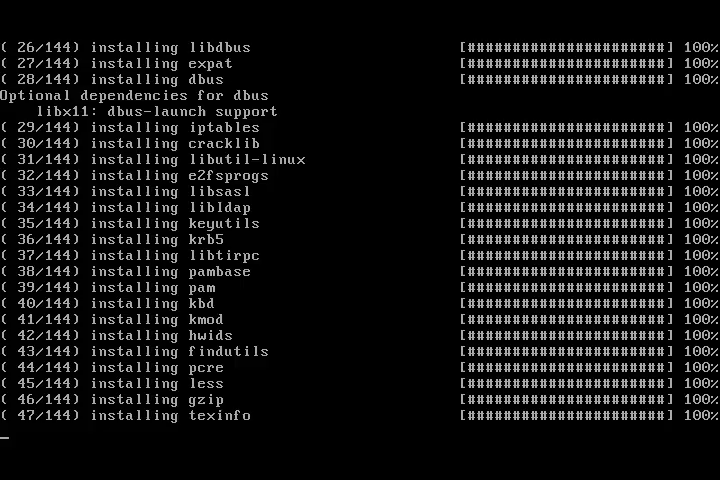 ( 26/144) installing libdbus [######################] 100%
( 27/144) installing expat [######################] 100%
( 28/144) installing dbus [######################] 100%
Optional dependencies for dbus
    libx11: dbus-launch support
( 29/144) installing iptables [######################] 100%
( 30/144) installing cracklib [######################] 100%
( 31/144) installing libutil-linux [######################] 100%
( 32/144) installing e2fsprogs [######################] 100%
( 33/144) installing libsasl [######################] 100%
( 34/144) installing libldap [######################] 100%
( 35/144) installing keyutils [######################] 100%
( 36/144) installing krb5 [######################] 100%
( 37/144) installing libtirpc [######################] 100%
( 38/144) installing pambase [######################] 100%
( 39/144) installing pam [######################] 100%
( 40/144) installing kbd [######################] 100%
( 41/144) installing kmod [######################] 100%
( 42/144) installing hwids [######################] 100%
( 43/144) installing findutils [######################] 100%
( 44/144) installing pcre [######################] 100%
( 45/144) installing less [######################] 100%
( 46/144) installing gzip [######################] 100%
( 47/144) installing texinfo [######################] 100%